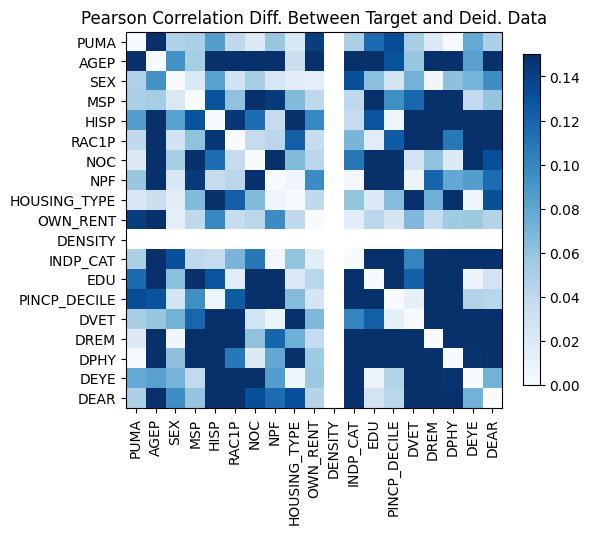 Pearson Correlation Diff. Between Target and Deid. Data
PUMA
AGEP
SEX
MSP
HISP
RAC1P
NOC
NPF
HOUSING_TYPE
OWN_RENT
DENSITY
INDP_CAT
EDU
PINCP_DECILE
DVET
DREM
DPHY
DEYE
DEAR
PUMA
AGEP
SEX
MSP
HISP
RAC1P
NOC
NPF
HOUSING_TYPE
OWN_RENT
DENSITY
INDP_CAT
EDU
PINCP_DECILE
DVET
DREM
DPHY
DEYE
DEAR
0.14
0.12
0.10
0.08
0.06
0.04
0.02
0.00